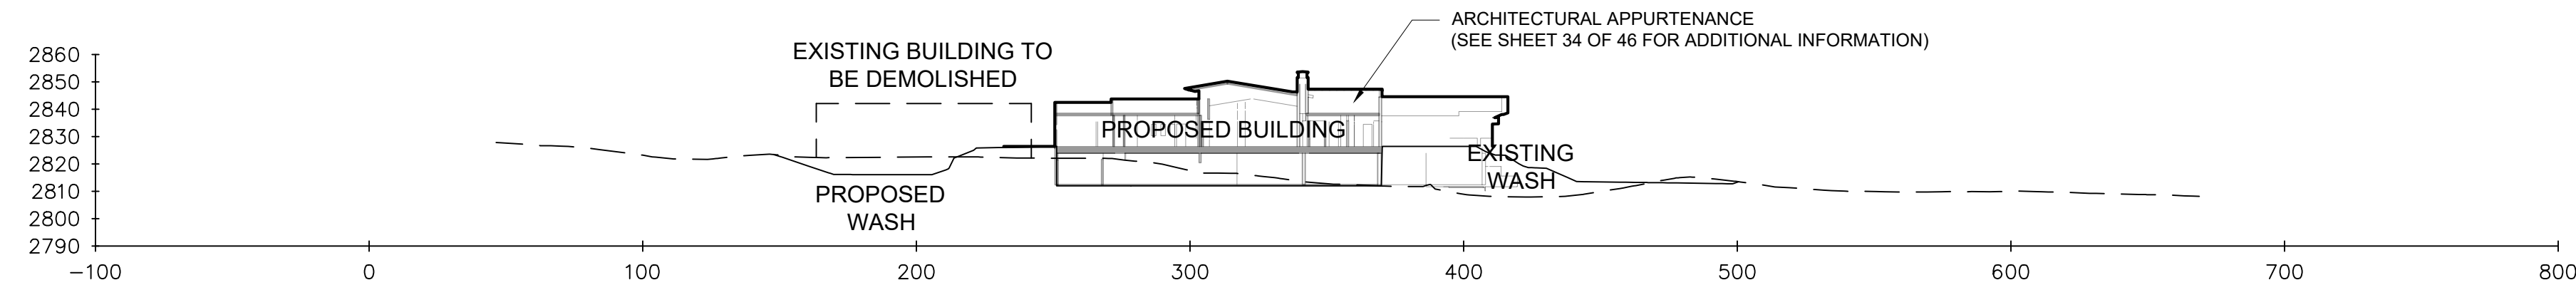 ARCHITECTURAL APPURTENANCE
(SEE SHEET 34 OF 46 FOR ADDITIONAL INFORMATION)
EXISTING BUILDING TO
BE DEMOLISHED
PROPOSED BUILDING
EXISTING
WASH
PROPOSED
WASH
2860
2850
2840
2830
2820
2810
2800
2790
-100 0 100 200 300 400 500 600 700 800